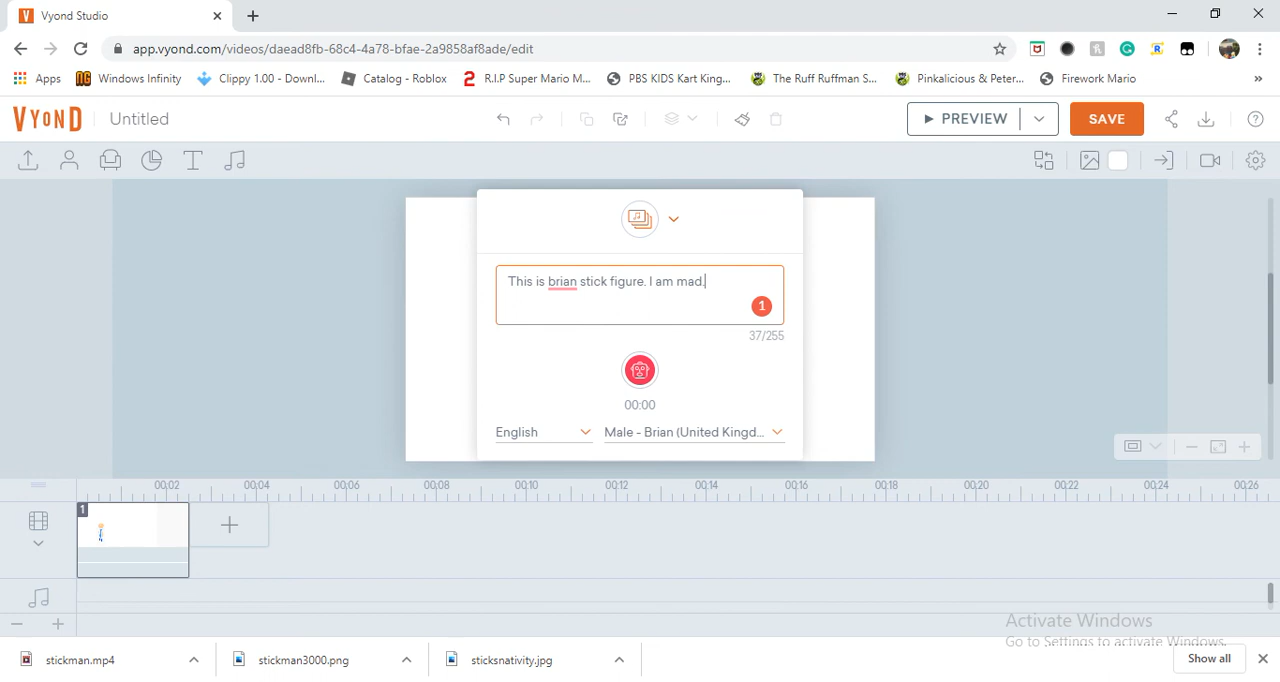 Vyond Studio
app.vyond.com/videos/daead8fb-68c4-4a78-bfae-2a9858af8ade/edit
Apps Windows Infinity Clippy 1.00 - Downl... Catalog - Roblox R.I.P Super Mario M... PBS KIDS Kart King... The Ruff Ruffman S... Pinkalicious & Peter... Firework Mario »
VYOND Untitled PREVIEW SAVE
This is brian stick figure. I am mad.
1
37/255
00:00
English Male - Brian (United Kingd...
00:02 00:04 00:06 00:08 00:10 00:12 00:14 00:16 00:18 00:20 00:22 00:24 00:26
1
Activate Windows
Go to Settings to activate Windows.
stickman.mp4 stickman3000.png sticksnativity.jpg Show all